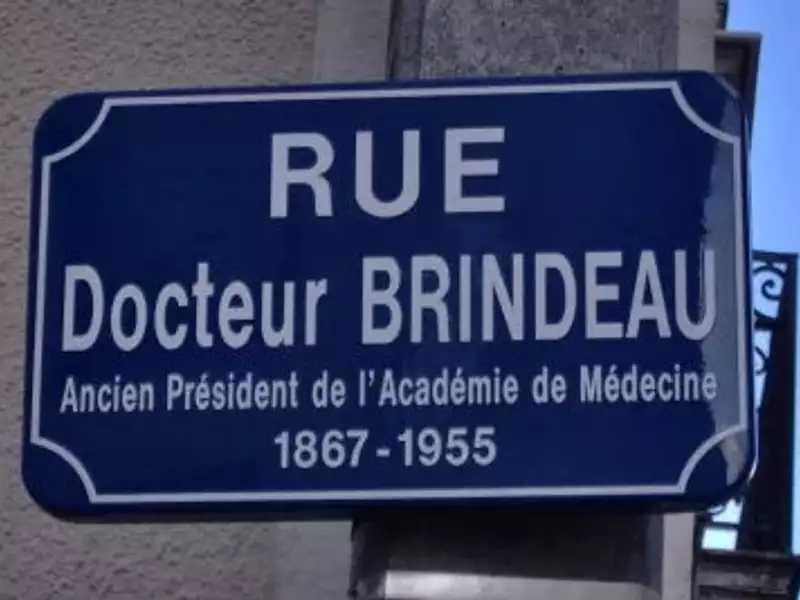 RUE
Docteur BRINDEAU
Ancien Président de l'Académie de Médecine
1867-1955